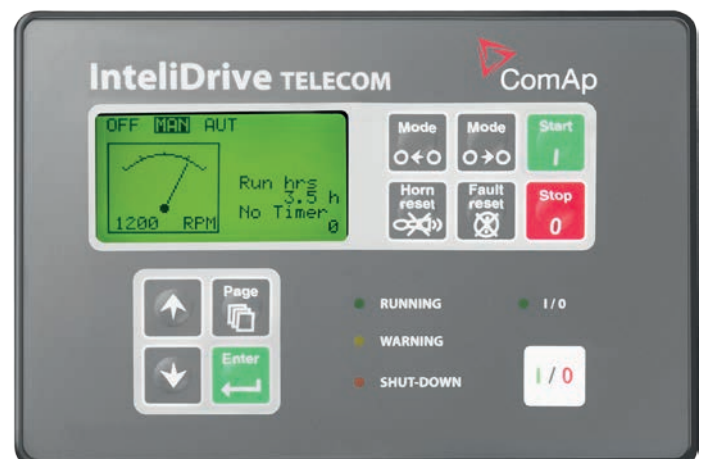 InteliDrive TELECOM
ComAp
OFF MAN AUT
Run hrs
3.5 h
No Timer
0
1200 RPM
Mode
Mode
Start
I
Horn
reset
Fault
reset
Stop
0
Page
Enter
RUNNING
I/0
WARNING
SHUT-DOWN
I/0